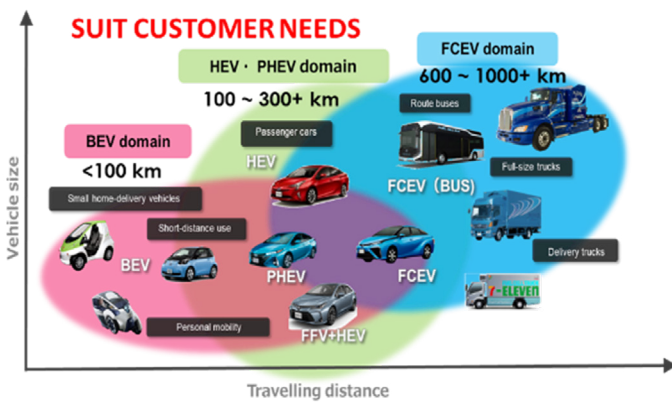 SUIT CUSTOMER NEEDS
FCEV domain
600 ~ 1000+ km
HEV · PHEV domain
100 ~ 300+ km
BEV domain
<100 km
Route buses
Passenger cars
HEV
FCEV (BUS)
Full-size trucks
Small home-delivery vehicles
Short-distance use
BEV
PHEV
FCEV
Delivery trucks
Personal mobility
FFV+HEV
-ELEVEN
Vehicle size
Travelling distance